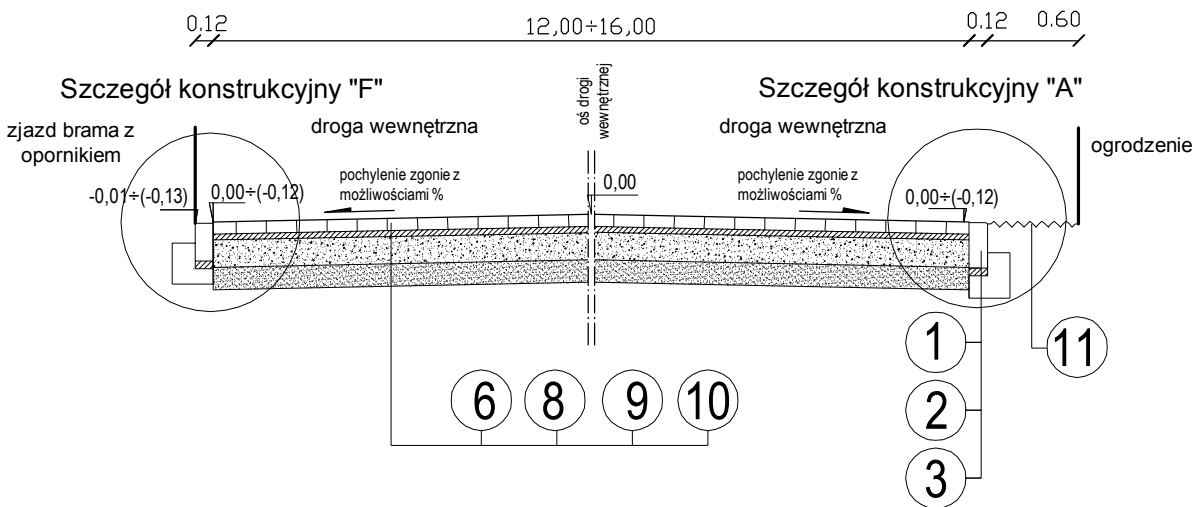 0.12
12,00÷16,00
0.12
0.60
Szczegół konstrukcyjny "F"
Szczegół konstrukcyjny "A"
oś drogi
wewnętrznej
zjazd brama z
opornikiem
droga wewnętrzna
droga wewnętrzna
ogrodzenie
pochylenie zgonie z
możliwościami %
pochylenie zgonie z
możliwościami %
-0,01÷(-0,13)
0,00÷(-0,12)
0,00
0,00÷(-0,12)
1
11
6
8
9
10
2
3